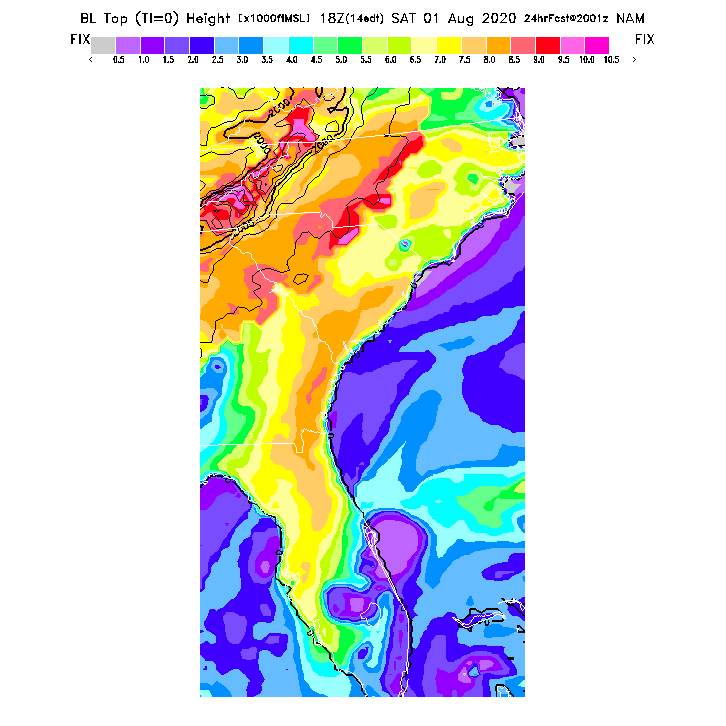 BL Top (TI=0) Height [x1000ftMSL] 18Z(14edt) SAT 01 Aug 2020 24hrFcst@2001z NAM
FIX FIX
< 0.5 1.0 1.5 2.0 2.5 3.0 3.5 4.0 4.5 5.0 5.5 6.0 6.5 7.0 7.5 8.0 8.5 9.0 9.5 10.0 10.5 >
2000
2000